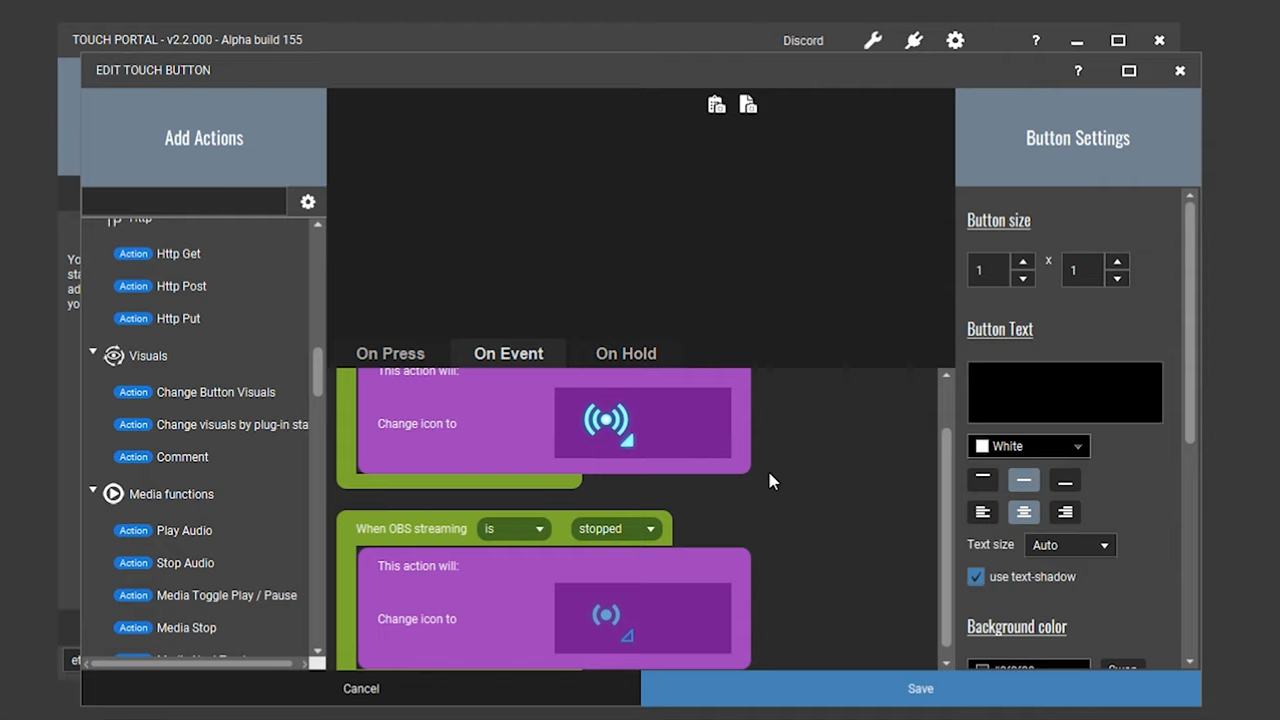 TOUCH PORTAL - v2.2.000 - Alpha build 155
Discord
?
EDIT TOUCH BUTTON
?
Add Actions
Button Settings
Http
Action Http Get
Action Http Post
Action Http Put
Visuals
Action Change Button Visuals
Action Change visuals by plug-in sta
Action Comment
Media functions
Action Play Audio
Action Stop Audio
Action Media Toggle Play / Pause
Action Media Stop
On Press
On Event
On Hold
This action will:
Change icon to
When OBS streaming is stopped
This action will:
Change icon to
Button size
1 x 1
Button Text
White
Text size Auto
use text-shadow
Background color
Cancel
Save